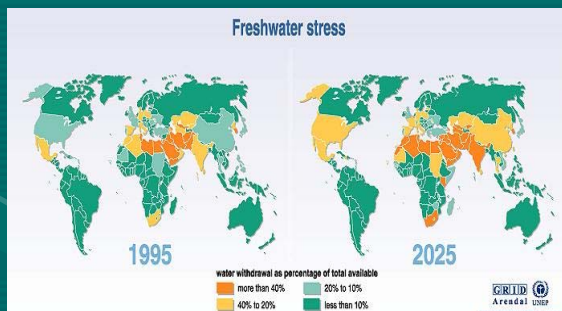 Freshwater stress
1995
2025
water withdrawal as percentage of total available
more than 40%
20% to 10%
40% to 20%
less than 10%
GRID
Arendal
UNEP